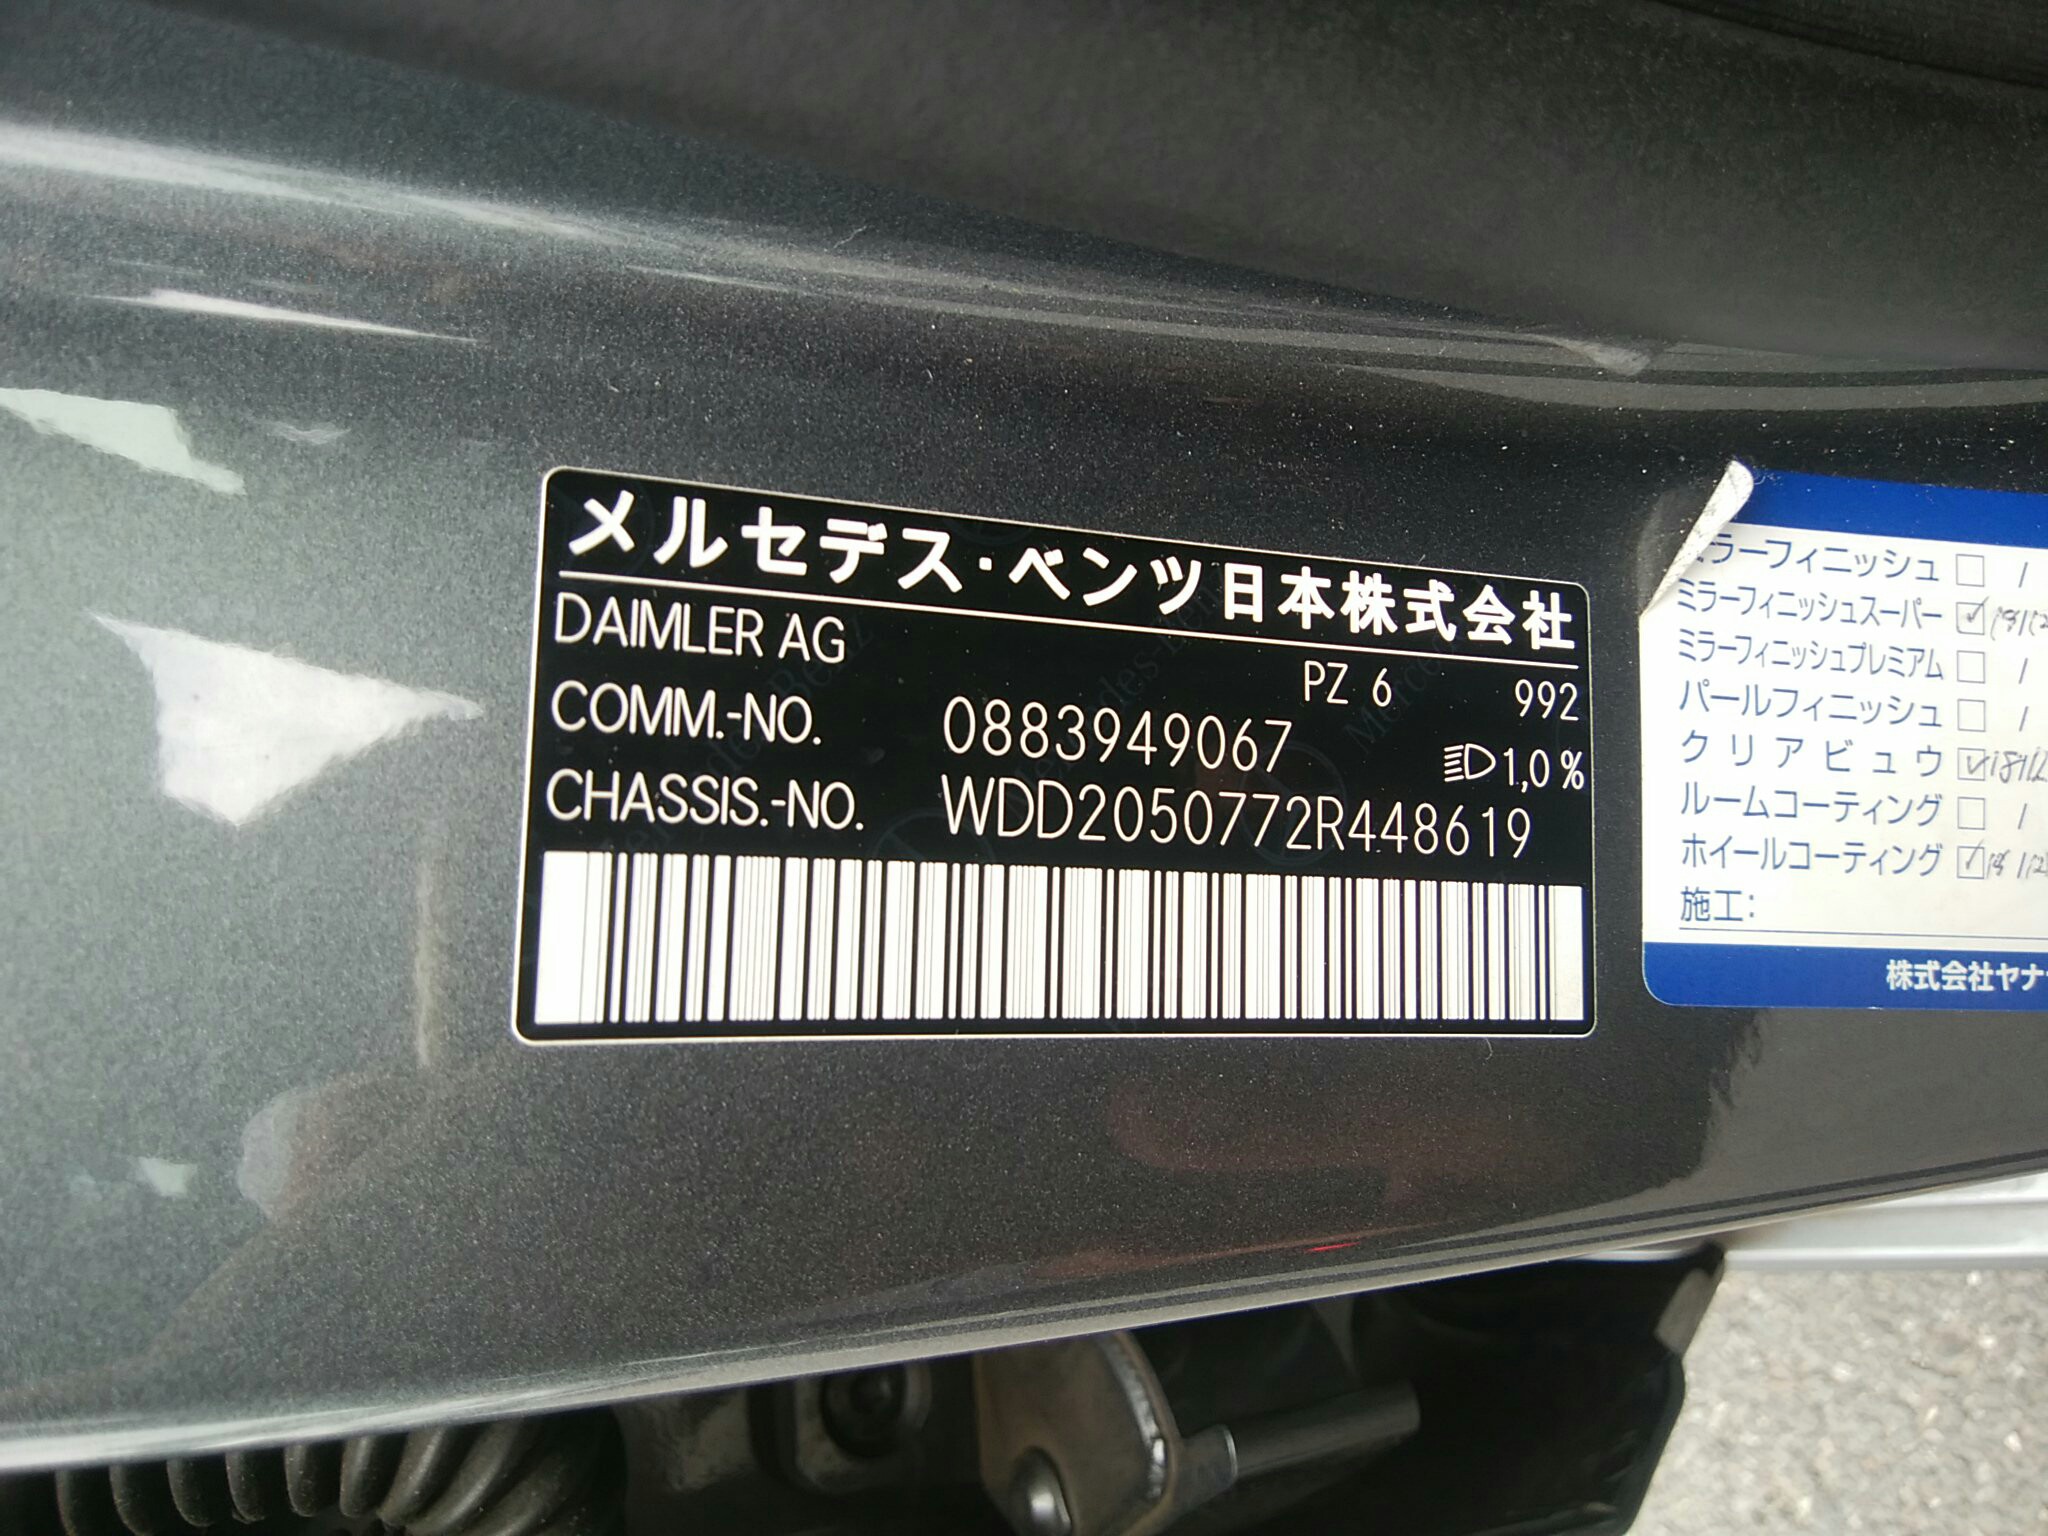 メルセデス・ベンツ日本株式会社
DAIMLER AG
PZ 6 992
COMM.-NO. 0883949067
1,0 %
CHASSIS.-NO. WDD2050772R448619
ラーフィニッシュ □ /
ミラーフィニッシュスーパー
ミラーフィニッシュプレミアム □ /
パールフィニッシュ □ /
クリアビュウ
ルームコーティング □ /
ホイールコーティング
施工:
株式会社ヤナ